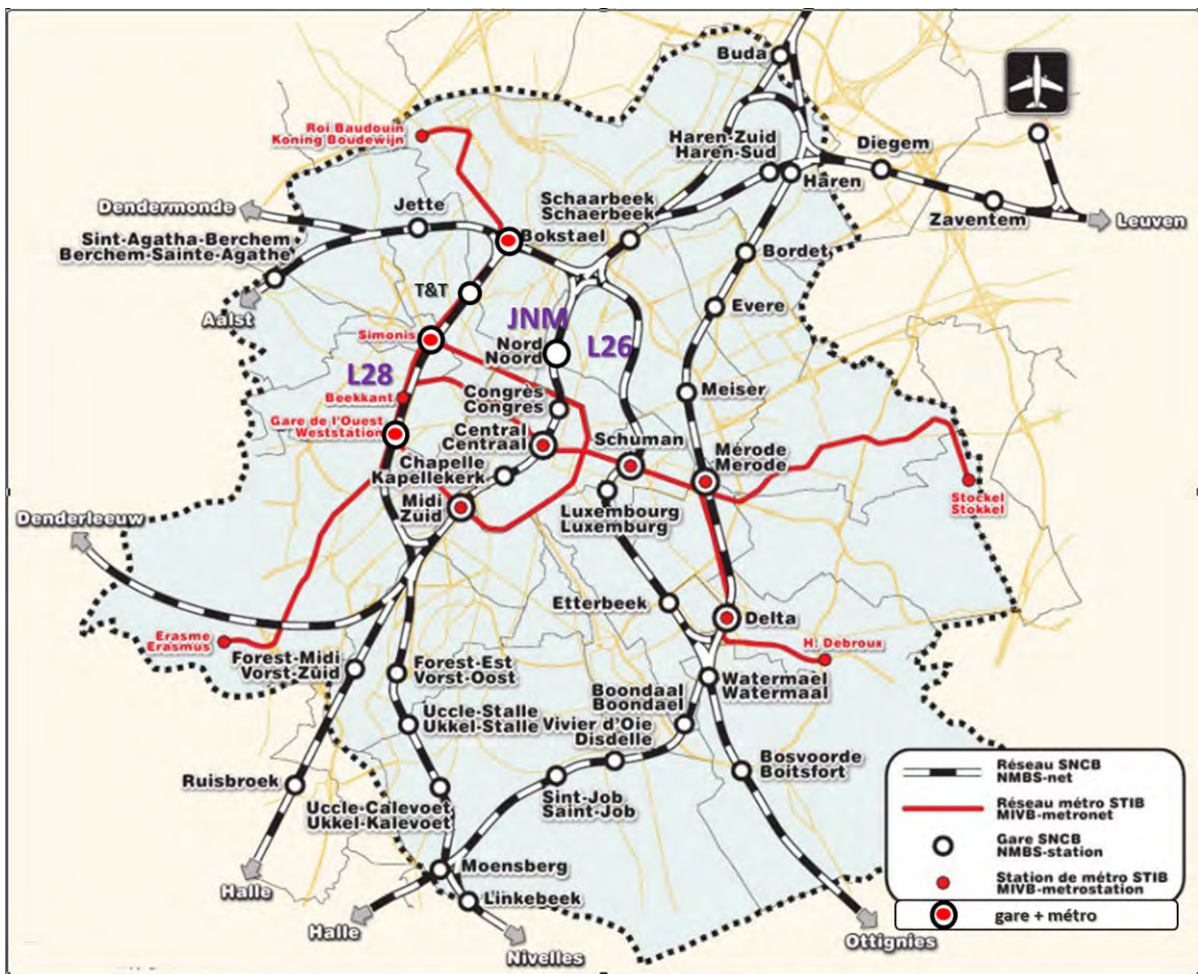 Buda
Roi Baudouin
Koning Boudewijn
Haren-Zuid
Haren-Sud
Diegem
Haren
Dendermonde
Jette
Schaarbeek
Schaerbeek
Zaventem
Leuven
Sint-Agatha-Berchem
Berchem-Sainte-Agathe
Bokstael
Bordet
T&T
Aalst
Evere
JNM
Simonis
Nord
Noord
L26
L28
Beekkant
Congrès
Congres
Meiser
Gare de l'Ouest
Weststation
Central
Centraal
Schuman
Mérode
Merode
Chapelle
Kapellekerk
Midi
Zuid
Stockel
Stokkel
Luxembourg
Luxemburg
Denderleeuw
Etterbeek
Delta
Erasme
Erasmus
H. Debroux
Forest-Midi
Vorst-Zuid
Forest-Est
Vorst-Oost
Watermael
Watermaal
Boondaal
Boondael
Uccle-Stalle
Ukkel-Stalle
Vivier d'Oie
Disdelle
Bosvoorde
Boitsfort
Ruisbroek
Uccle-Calevoet
Ukkel-Kalevoet
Sint-Job
Saint-Job
Moensberg
Halle
Linkebeek
Halle
Nivelles
Ottignies
Réseau SNCB
NMBS-net
Réseau métro STIB
MIVB-metronet
Gare SNCB
NMBS-station
Station de métro STIB
MIVB-metrostation
gare + métro